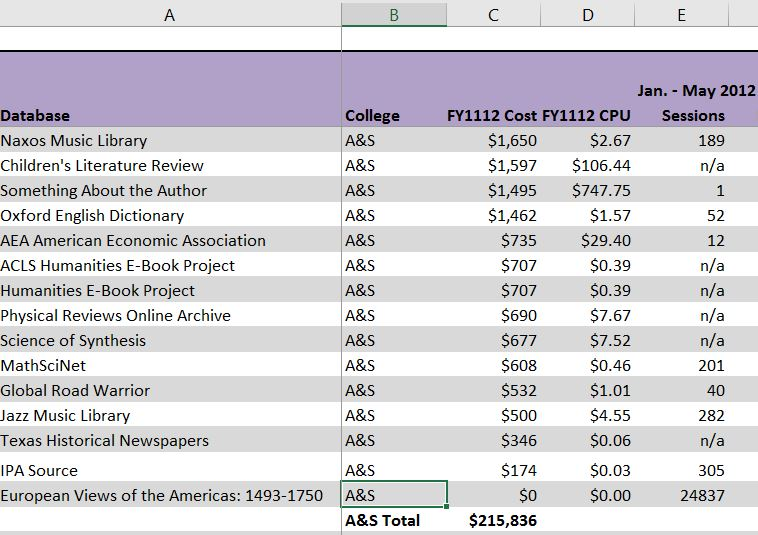 A B C D E
Jan. - May 2012
Database College FY1112 Cost FY1112 CPU Sessions
Naxos Music Library A&S $1,650 $2.67 189
Children's Literature Review A&S $1,597 $106.44 n/a
Something About the Author A&S $1,495 $747.75 1
Oxford English Dictionary A&S $1,462 $1.57 52
AEA American Economic Association A&S $735 $29.40 12
ACLS Humanities E-Book Project A&S $707 $0.39 n/a
Humanities E-Book Project A&S $707 $0.39 n/a
Physical Reviews Online Archive A&S $690 $7.67 n/a
Science of Synthesis A&S $677 $7.52 n/a
MathSciNet A&S $608 $0.46 201
Global Road Warrior A&S $532 $1.01 40
Jazz Music Library A&S $500 $4.55 282
Texas Historical Newspapers A&S $346 $0.06 n/a
IPA Source A&S $174 $0.03 305
European Views of the Americas: 1493-1750 A&S $0 $0.00 24837
A&S Total $215,836